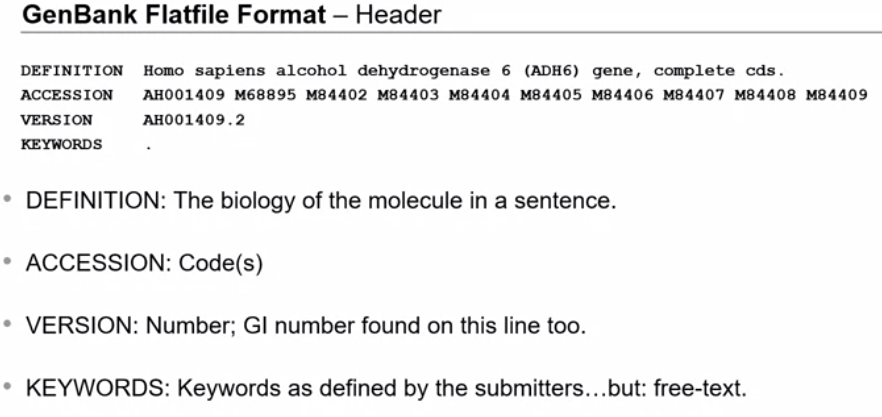 GenBank Flatfile Format – Header
DEFINITION Homo sapiens alcohol dehydrogenase 6 (ADH6) gene, complete cds.
ACCESSION AH001409 M68895 M84402 M84403 M84404 M84405 M84406 M84407 M84408 M84409
VERSION AH001409.2
KEYWORDS .
• DEFINITION: The biology of the molecule in a sentence.
• ACCESSION: Code(s)
• VERSION: Number; GI number found on this line too.
• KEYWORDS: Keywords as defined by the submitters…but: free-text.